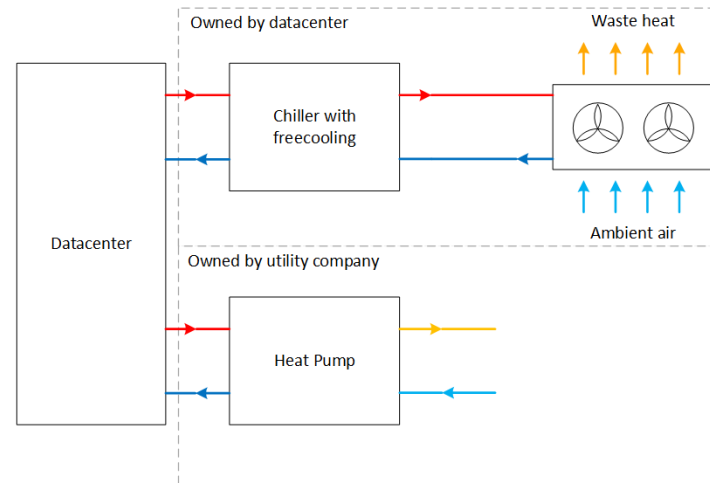 Owned by datacenter
Waste heat
Chiller with
freecooling
Ambient air
Datacenter
Owned by utility company
Heat Pump